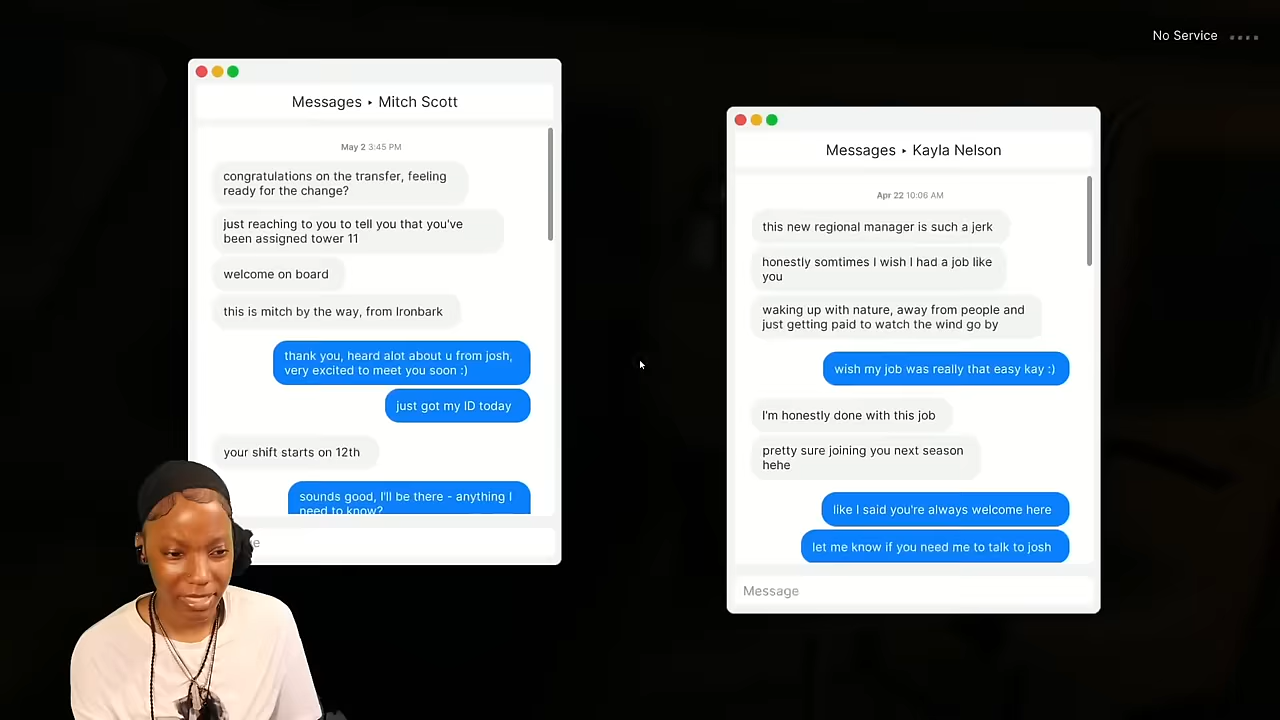 No Service
Messages ‣ Mitch Scott
May 2 3:45 PM
congratulations on the transfer, feeling
ready for the change?
just reaching to you to tell you that you've
been assigned tower 11
welcome on board
this is mitch by the way, from Ironbark
thank you, heard alot about u from josh,
very excited to meet you soon :)
just got my ID today
your shift starts on 12th
sounds good, I'll be there - anything I
need to know?
Messages ‣ Kayla Nelson
Apr 22 10:06 AM
this new regional manager is such a jerk
honestly somtimes I wish I had a job like
you
waking up with nature, away from people and
just getting paid to watch the wind go by
wish my job was really that easy kay :)
I'm honestly done with this job
pretty sure joining you next season
hehe
like I said you're always welcome here
let me know if you need me to talk to josh
Message